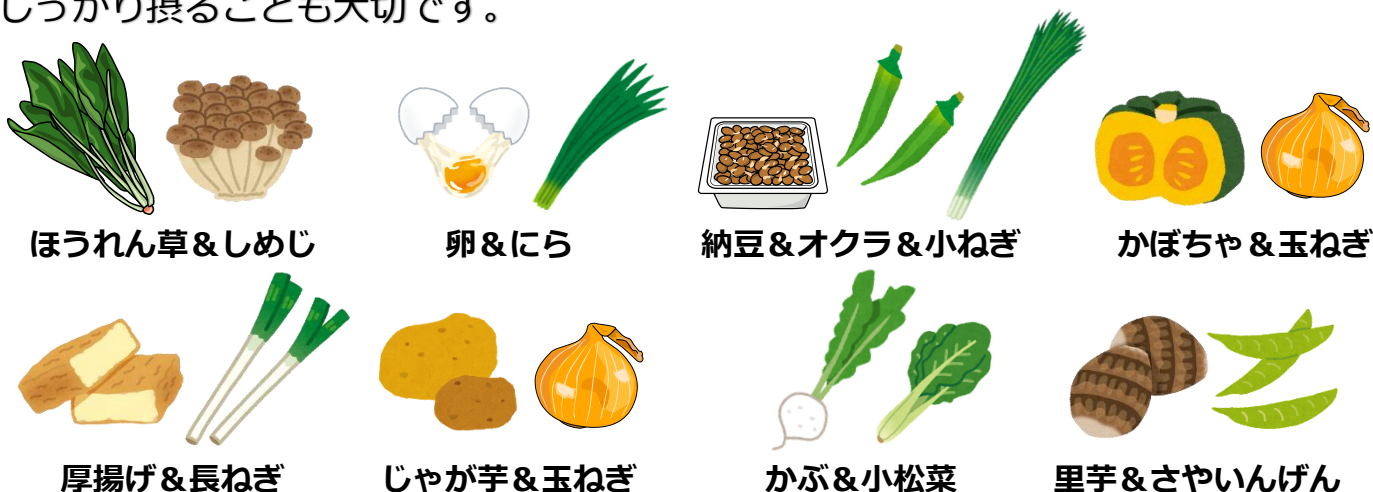 しっかり摂ることも大切です。
ほうれん草＆しめじ
卵＆にら
納豆＆オクラ＆小ねぎ
かぼちゃ＆玉ねぎ
厚揚げ＆長ねぎ
じゃが芋＆玉ねぎ
かぶ＆小松菜
里芋＆さやいんげん